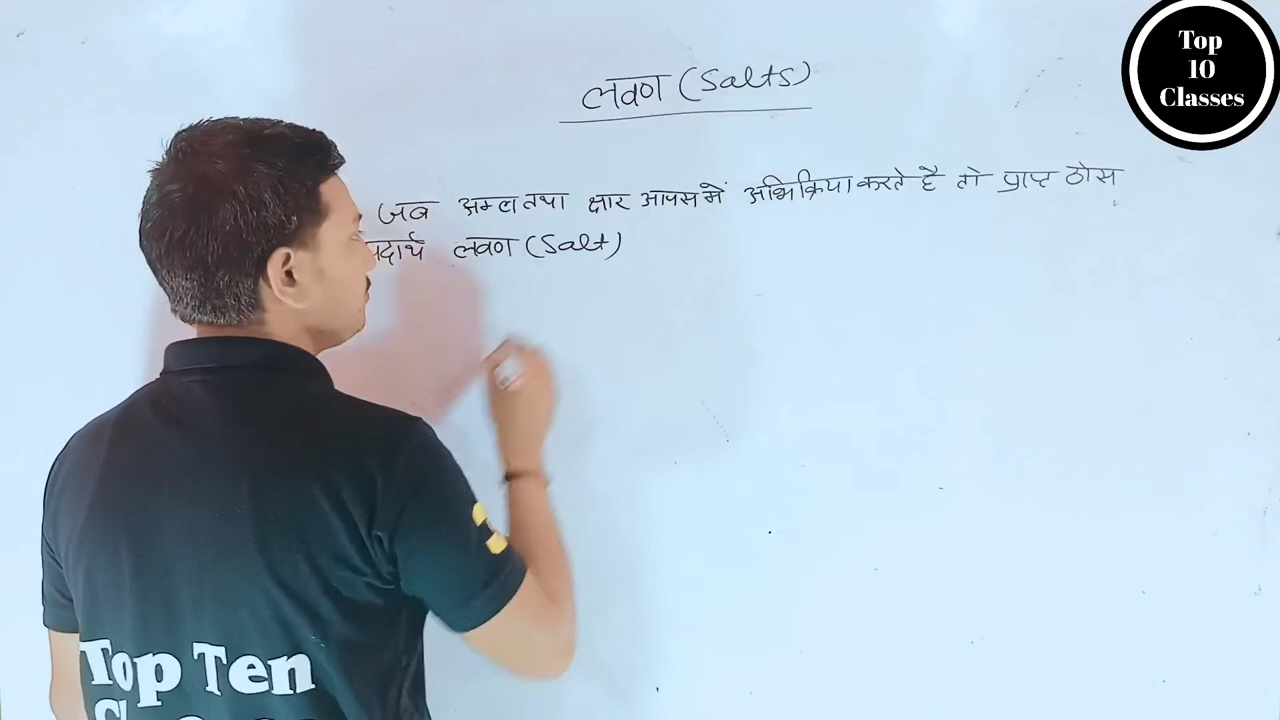 लवण (Salts)
जब अम्ल तथा क्षार आपस में अभिक्रिया करते है तो प्राप्त ठोस
पदार्थ लवण (Salt)
Top
10
Classes
Top Ten